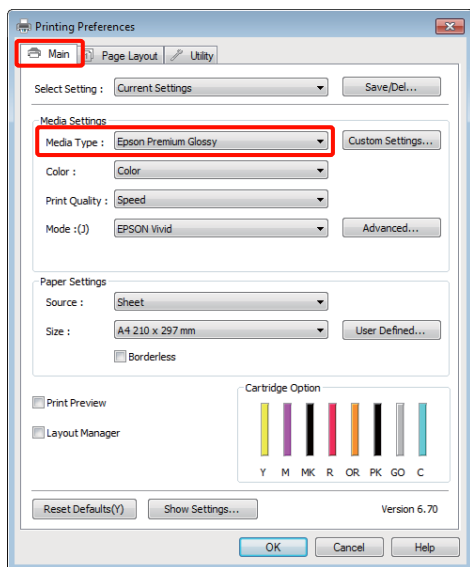 Printing Preferences
Main Page Layout Utility
Select Setting : Current Settings Save/Del...
Media Settings
Media Type : Epson Premium Glossy Custom Settings...
Color : Color
Print Quality : Speed
Mode :(J) EPSON Vivid Advanced...
Paper Settings
Source : Sheet
Size : A4 210 x 297 mm User Defined...
Borderless
Print Preview
Layout Manager
Cartridge Option
Y M MK R OR PK GO C
Reset Defaults(Y) Show Settings... Version 6.70
OK Cancel Help